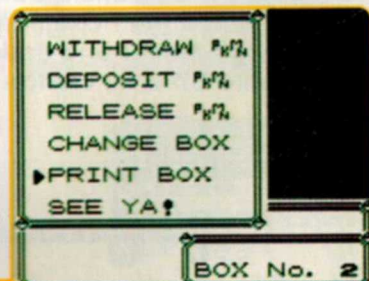 WITHDRAW PKMN
DEPOSIT PKMN
RELEASE PKMN
CHANGE BOX
▶PRINT BOX
SEE YA!
BOX No. 2